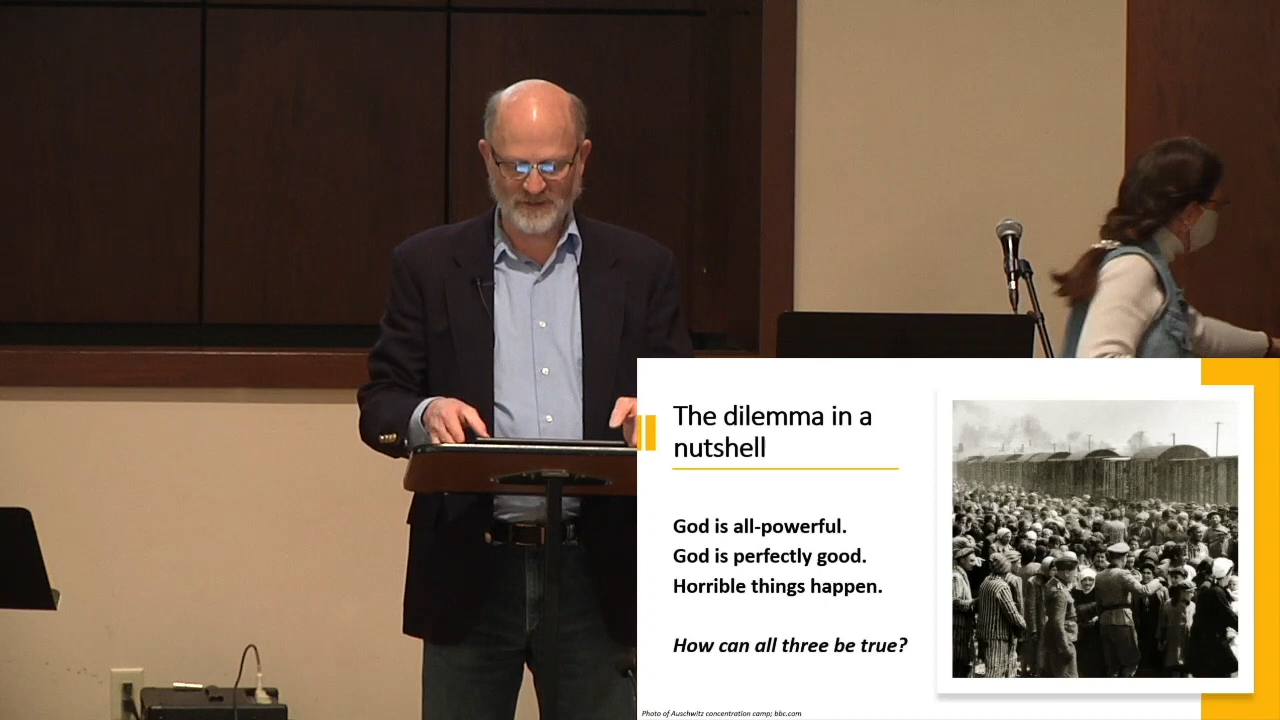 The dilemma in a
nutshell
God is all-powerful.
God is perfectly good.
Horrible things happen.
How can all three be true?
Photo of Auschwitz concentration camp; bbc.com